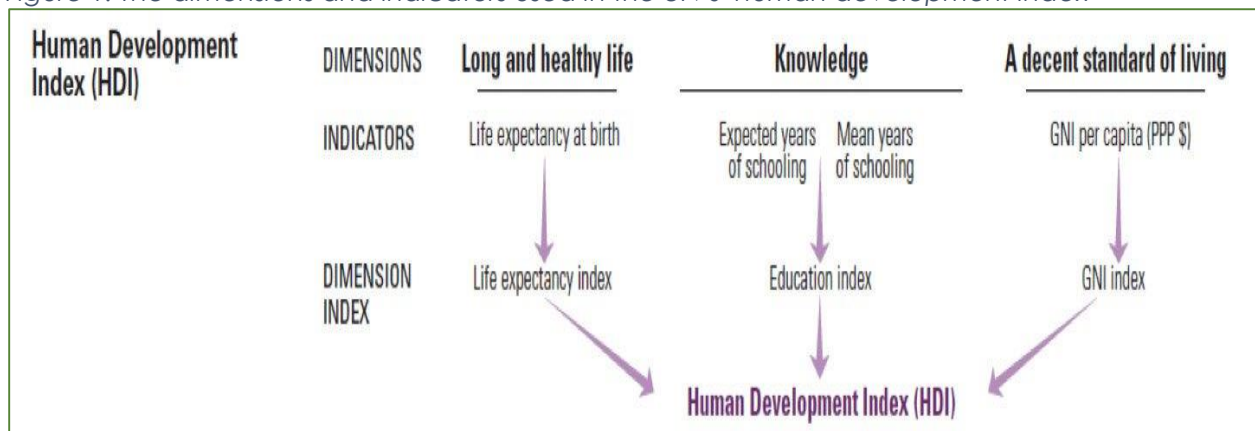 Human Development
Index (HDI)
DIMENSIONS Long and healthy life Knowledge A decent standard of living
INDICATORS Life expectancy at birth Expected years of schooling Mean years of schooling GNI per capita (PPP $)
DIMENSION
INDEX
Life expectancy index Education index GNI index
Human Development Index (HDI)